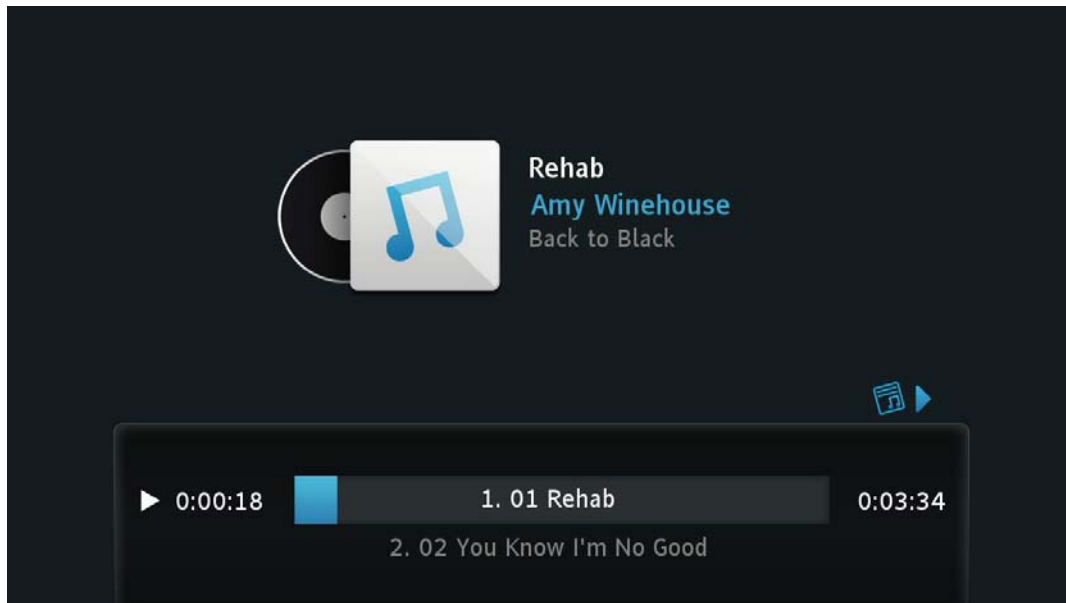 Rehab
Amy Winehouse
Back to Black
0:00:18 1. 01 Rehab 0:03:34
2. 02 You Know I'm No Good